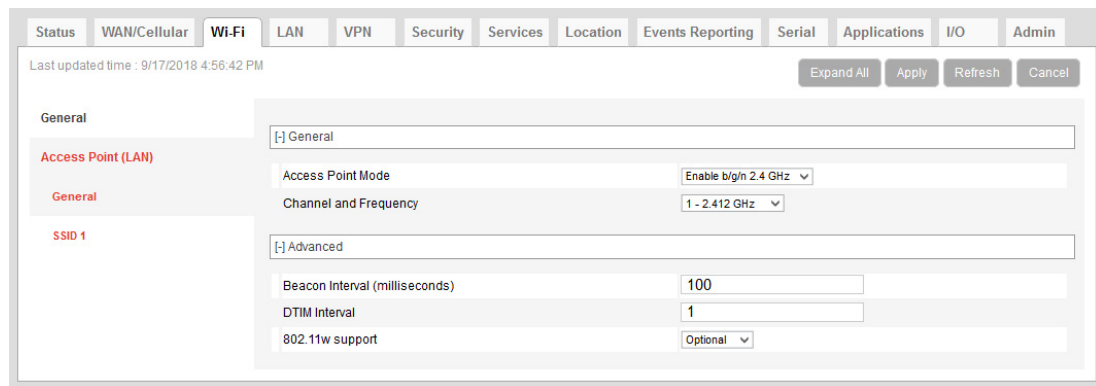 Status WAN/Cellular Wi-Fi LAN VPN Security Services Location Events Reporting Serial Applications I/O Admin
Last updated time : 9/17/2018 4:56:42 PM Expand All Apply Refresh Cancel
General
Access Point (LAN)
General
SSID 1
[-] General
Access Point Mode Enable b/g/n 2.4 GHz
Channel and Frequency 1 - 2.412 GHz
[-] Advanced
Beacon Interval (milliseconds) 100
DTIM Interval 1
802.11w support Optional